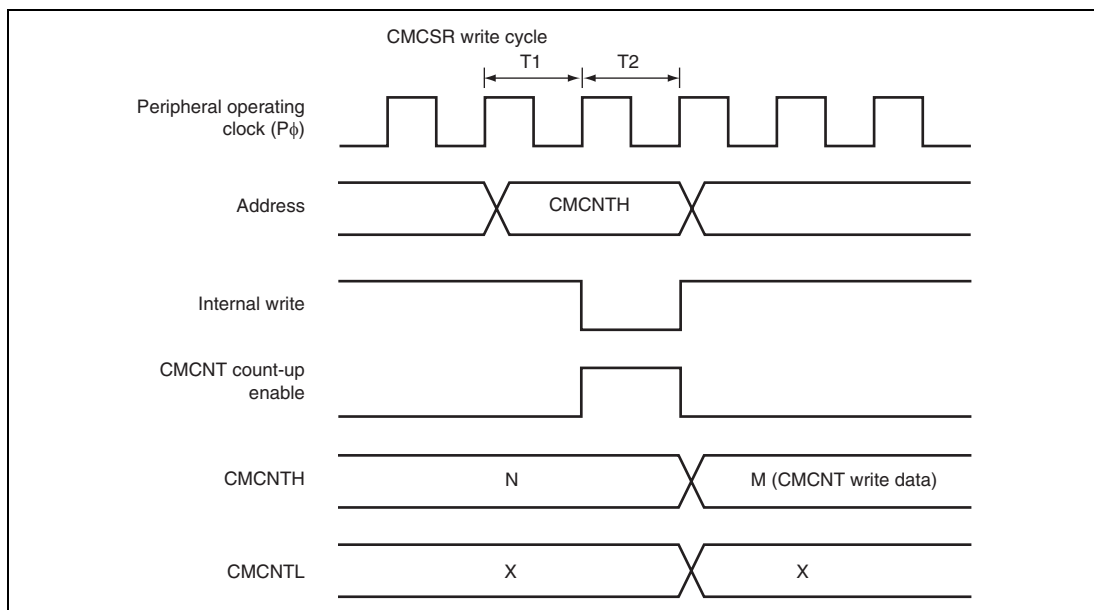 CMCSR write cycle
T1 T2
Peripheral operating
clock (Pϕ)
Address
CMCNTH
Internal write
CMCNT count-up
enable
CMCNTH
N
M (CMCNT write data)
CMCNTL
X
X